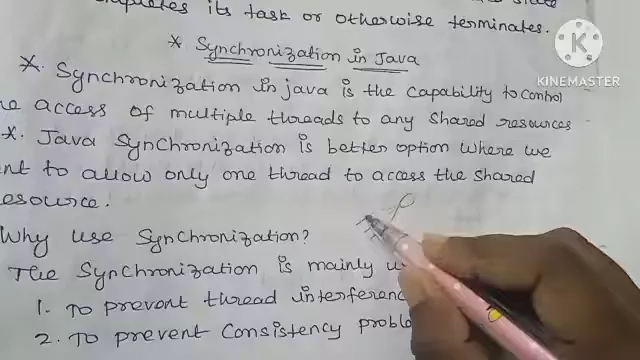 completes its task or otherwise terminates.
* Synchronization in Java
KINEMASTER
*. Synchronization in java is the capability to control
access of multiple threads to any shared resources
*. Java Synchronization is better option where we
to allow only one thread to access the shared
Why use Synchronization?
The Synchronization is mainly
1. To prevent thread
2. To prevent Consistency